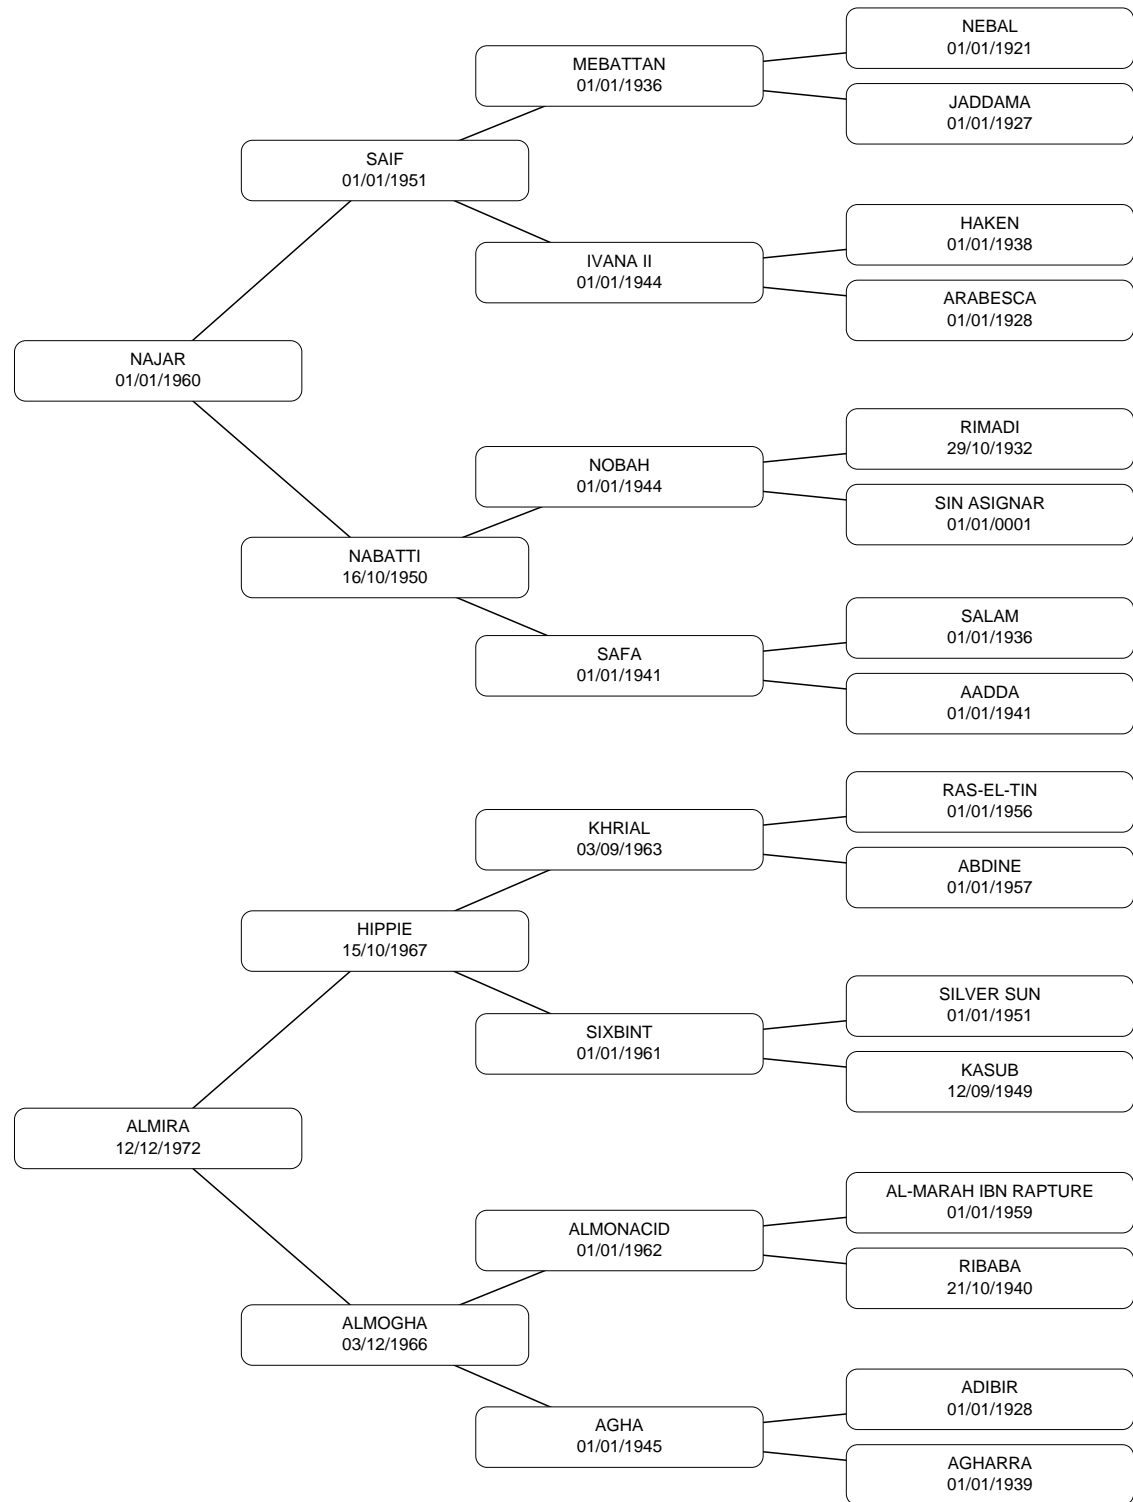 NEBAL
01/01/1921
MEBATTAN
01/01/1936
JADDAMA
01/01/1927
SAIF
01/01/1951
HAKEN
01/01/1938
IVANA II
01/01/1944
ARABESCA
01/01/1928
NAJAR
01/01/1960
RIMADI
29/10/1932
NOBAH
01/01/1944
SIN ASIGNAR
01/01/0001
NABATTI
16/10/1950
SALAM
01/01/1936
SAFA
01/01/1941
AADDA
01/01/1941
RAS-EL-TIN
01/01/1956
KHRIAL
03/09/1963
ABDINE
01/01/1957
HIPPIE
15/10/1967
SILVER SUN
01/01/1951
SIXBINT
01/01/1961
KASUB
12/09/1949
ALMIRA
12/12/1972
AL-MARAH IBN RAPTURE
01/01/1959
ALMONACID
01/01/1962
RIBABA
21/10/1940
ALMOGHA
03/12/1966
ADIBIR
01/01/1928
AGHA
01/01/1945
AGHARRA
01/01/1939